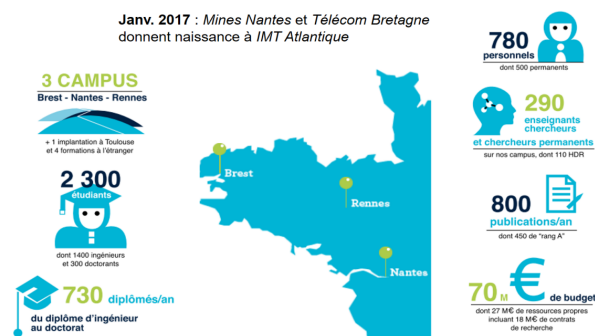 Janv. 2017 : Mines Nantes et Télécom Bretagne
donnent naissance à IMT Atlantique
3 CAMPUS
Brest - Nantes - Rennes
+ 1 implantation à Toulouse
et 4 formations à l'étranger
2 300
étudiants
dont 1400 ingénieurs
et 300 doctorants
730 diplômés/an
du diplôme d'ingénieur
au doctorat
Brest
Rennes
Nantes
780
personnels
dont 500 permanents
290
enseignants
chercheurs
et chercheurs permanents
sur nos campus, dont 110 HDR
800
publications/an
dont 450 de "rang A"
70 M € de budget
dont 27 M€ de ressources propres
incluant 18 M€ de contrats
de recherche